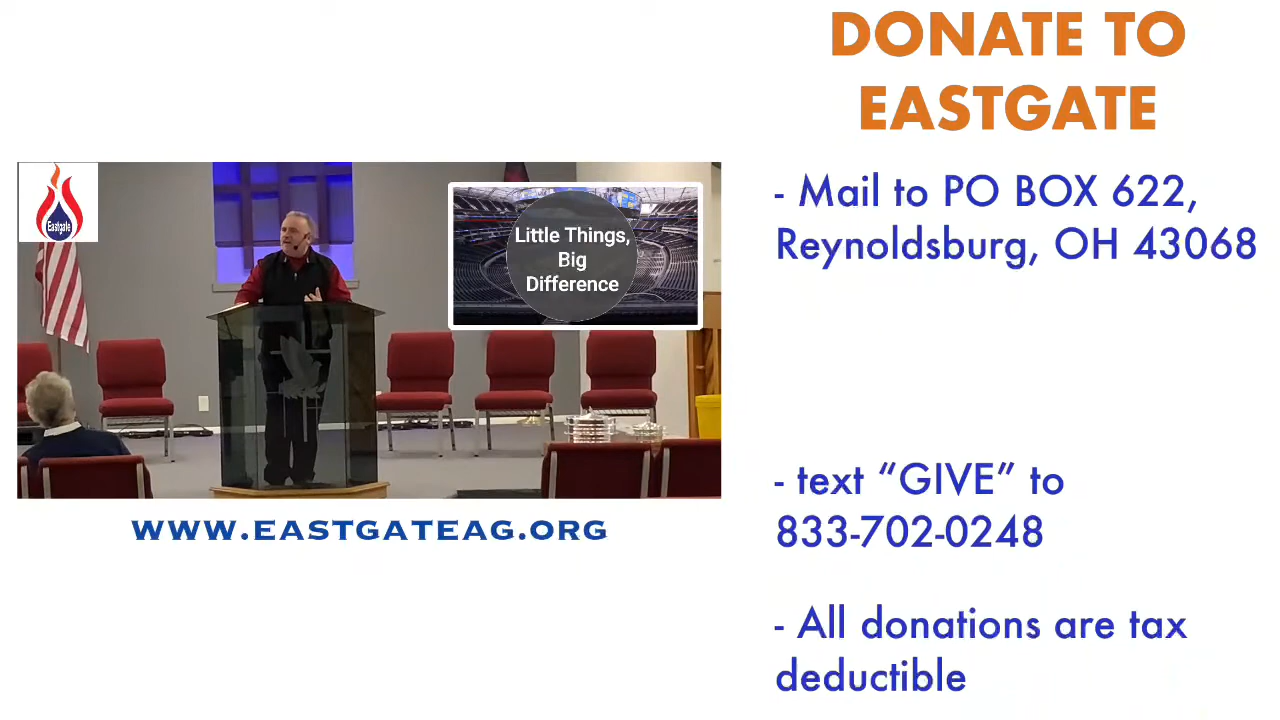 DONATE TO
EASTGATE
- Mail to PO BOX 622,
Reynoldsburg, OH 43068
Eastgate
Little Things,
Big
Difference
- text “GIVE” to
833-702-0248
WWW.EASTGATEAG.ORG
- All donations are tax
deductible